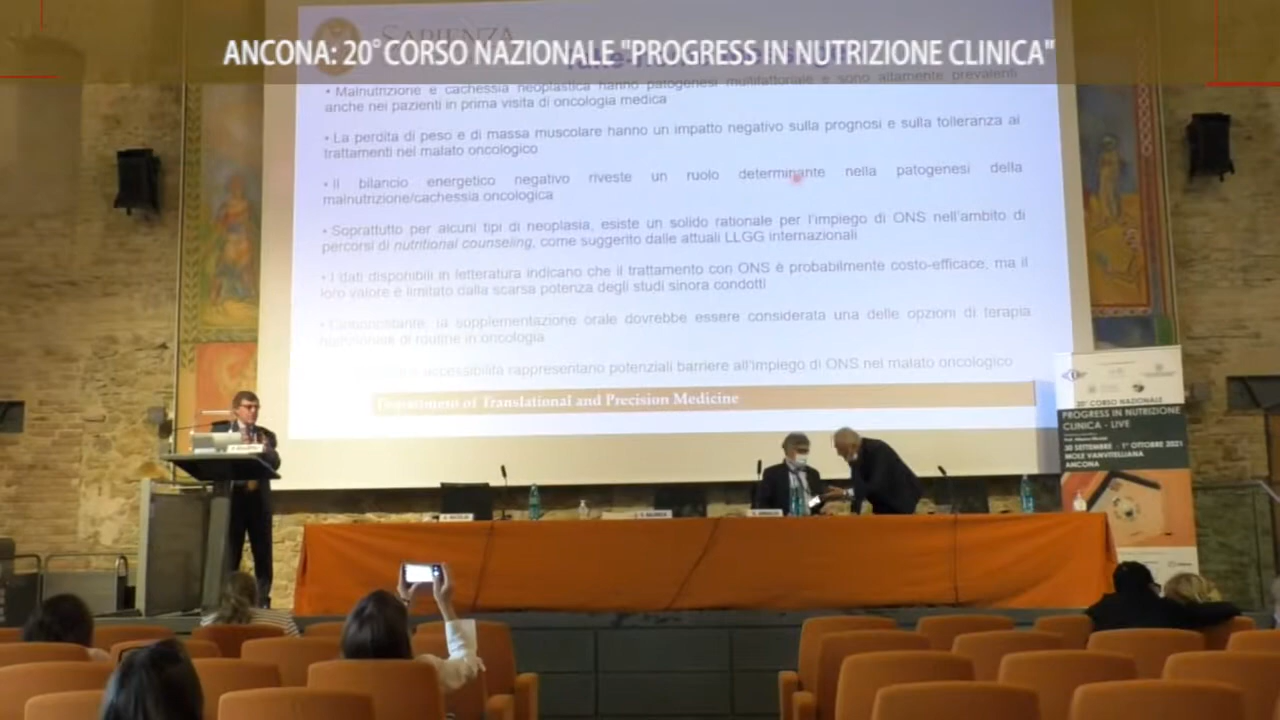 ANCONA: 20° CORSO NAZIONALE "PROGRESS IN NUTRIZIONE CLINICA"
SAPIENZA
• Malnutrizione e cachessia neoplastica hanno patogenesi multifattoriale e sono altamente prevalenti
anche nei pazienti in prima visita di oncologia medica
• La perdita di peso e di massa muscolare hanno un impatto negativo sulla prognosi e sulla tolleranza ai
trattamenti nel malato oncologico
• Il bilancio energetico negativo riveste un ruolo determinante nella patogenesi della
malnutrizione/cachessia oncologica
• Soprattutto per alcuni tipi di neoplasia, esiste un solido rationale per l'impiego di ONS nell'ambito di
percorsi di nutritional counseling, come suggerito dalle attuali LLGG internazionali
• I dati disponibili in letteratura indicano che il trattamento con ONS è probabilmente costo-efficace, ma il
loro valore è limitato dalla scarsa potenza degli studi sinora condotti
la supplementazione orale dovrebbe essere considerata una delle opzioni di terapia
nutrizionale di routine in oncologia
accessibilità rappresentano potenziali barriere all'impiego di ONS nel malato oncologico
Department of Translational and Precision Medicine
20° CORSO NAZIONALE
PROGRESS IN NUTRIZIONE
CLINICA - LIVE
30 SETTEMBRE - 1° OTTOBRE 2021
MOLE VANVITELLIANA
ANCONA